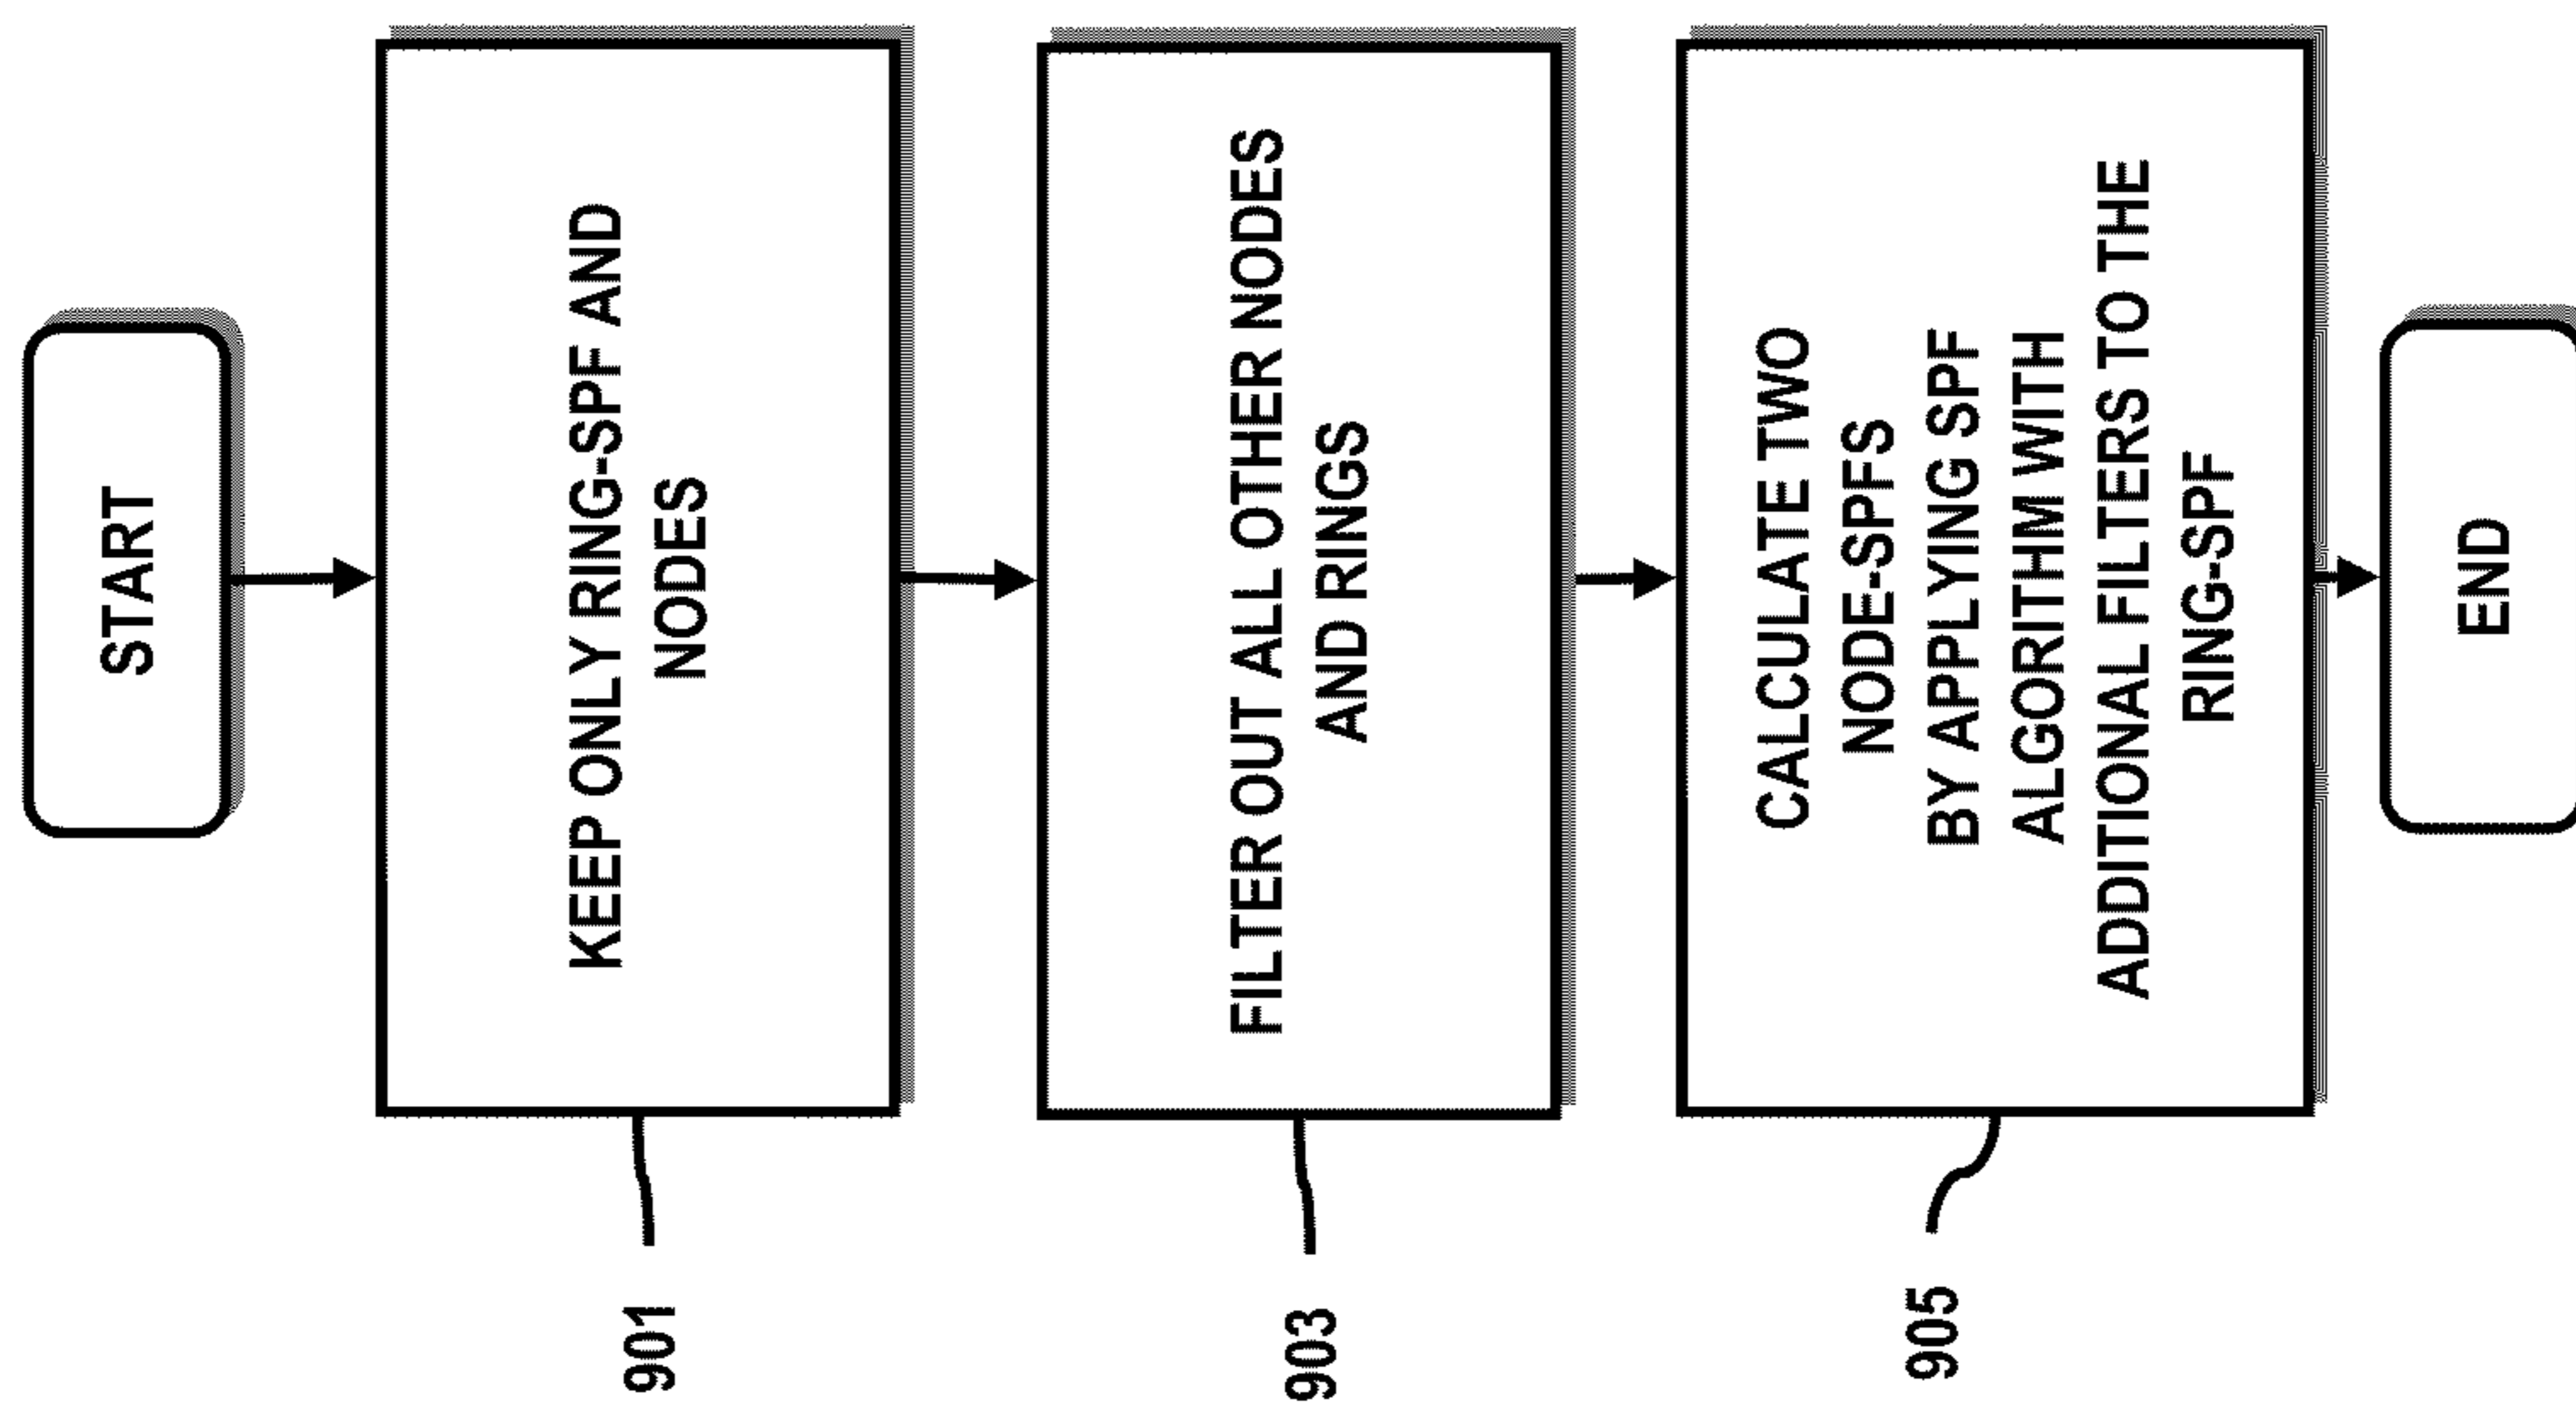 START
KEEP ONLY RING-SPF AND
NODES
901
FILTER OUT ALL OTHER NODES
AND RINGS
903
CALCULATE TWO
NODE-SPFS
BY APPLYING SPF
ALGORITHM WITH
ADDITIONAL FILTERS TO THE
RING-SPF
905
END